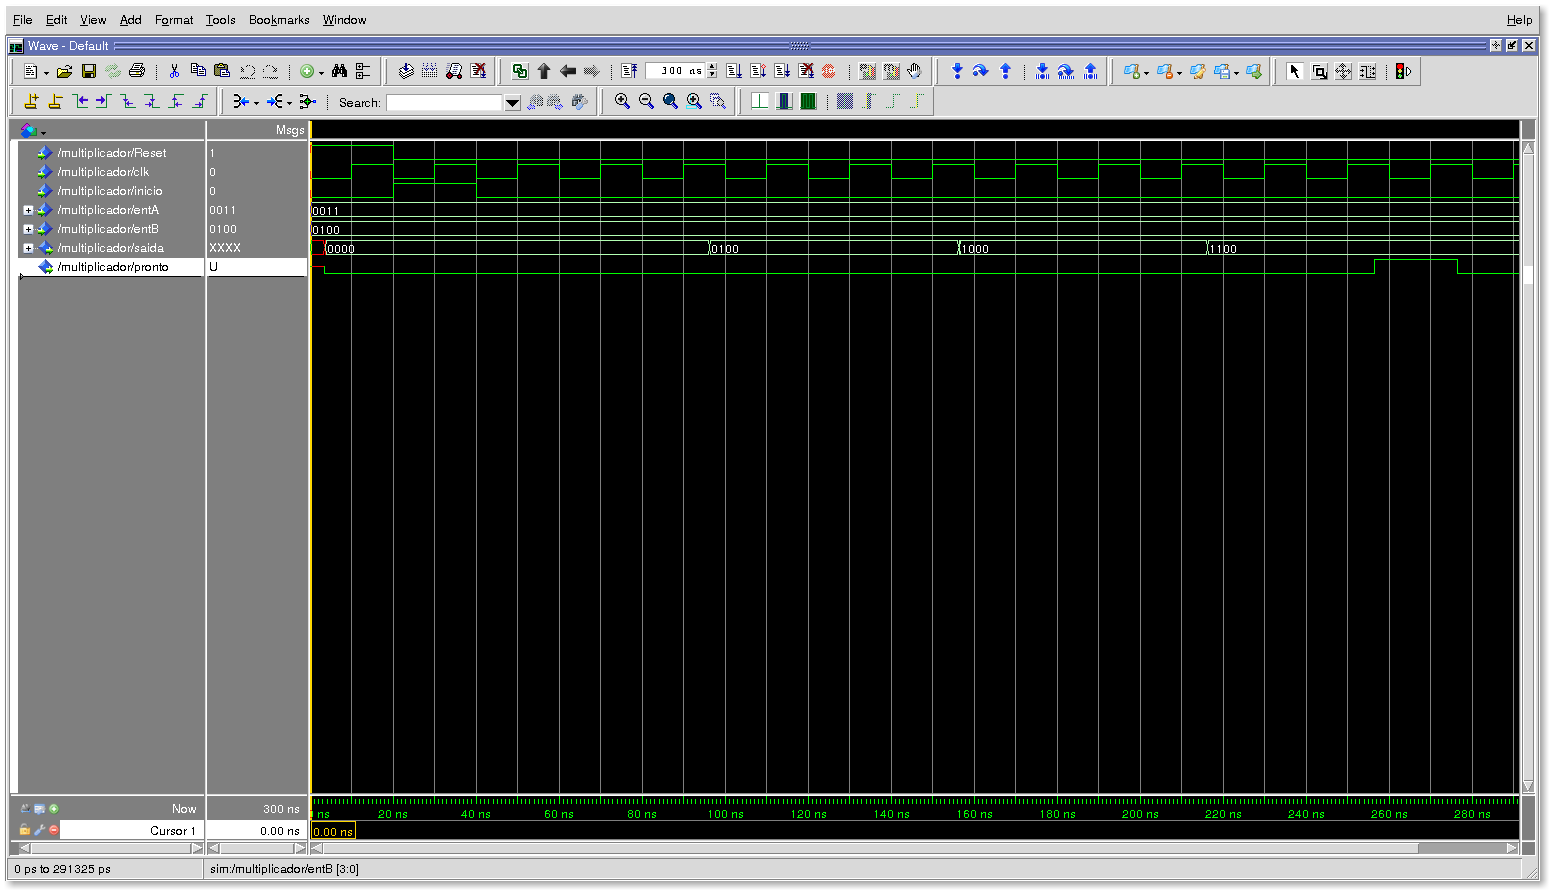 File Edit View Add Format Tools Bookmarks Window Help
Wave - Default
300 ns
Search:
Msgs
/multiplicador/Reset 1
/multiplicador/clk 0
/multiplicador/inicio 0
/multiplicador/entA 0011 0011
/multiplicador/entB 0100 0100
/multiplicador/saida XXXX 0000 0100 1000 1100
/multiplicador/pronto U
Now 300 ns ns 20 ns 40 ns 60 ns 80 ns 100 ns 120 ns 140 ns 160 ns 180 ns 200 ns 220 ns 240 ns 260 ns 280 ns
Cursor 1 0.00 ns 0.00 ns
0 ps to 291325 ps sim:/multiplicador/entB [3:0]